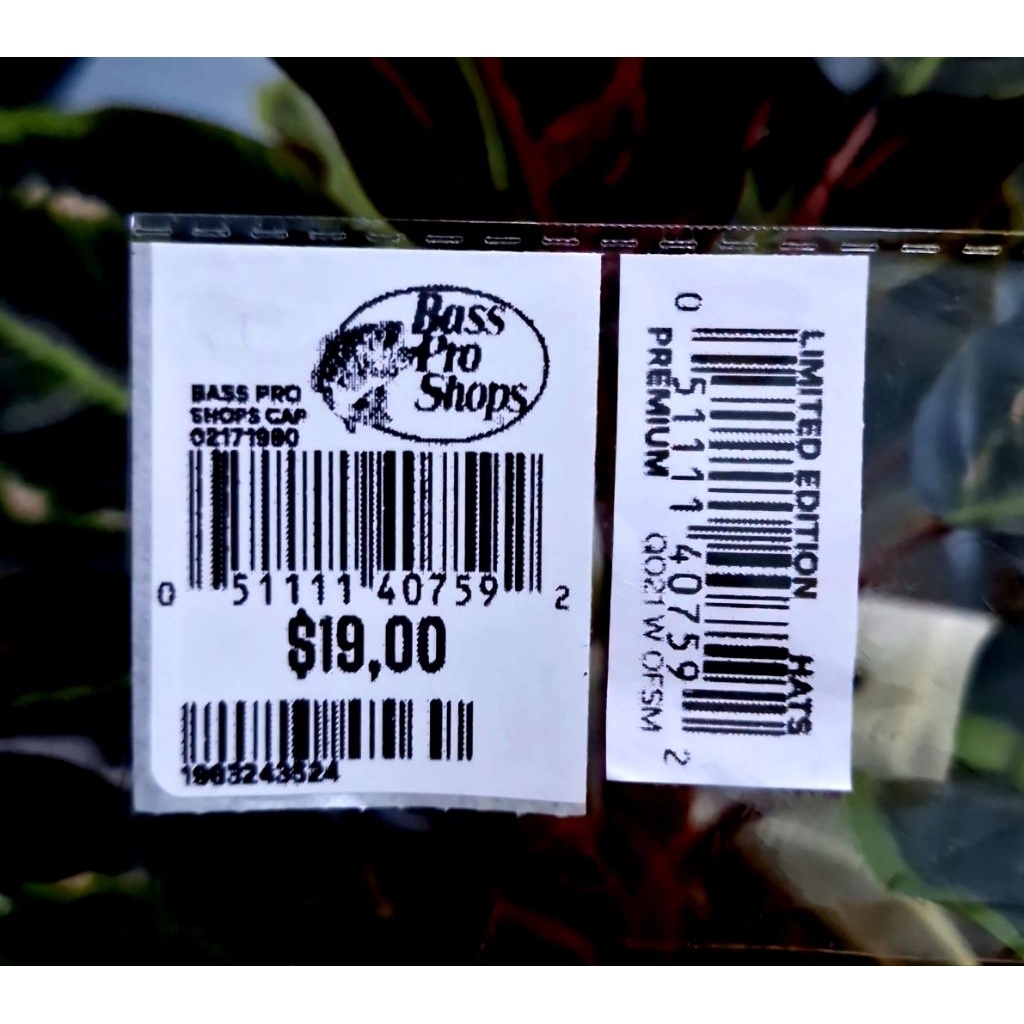 Bass
Pro
Shops
BASS PRO
SHOPS CAP
02171980
0 51111 40759 2
$19,00
1963243524
LIMITED EDITION HATS
0 51111 40759 2
PREMIUM QO21 W OFSM